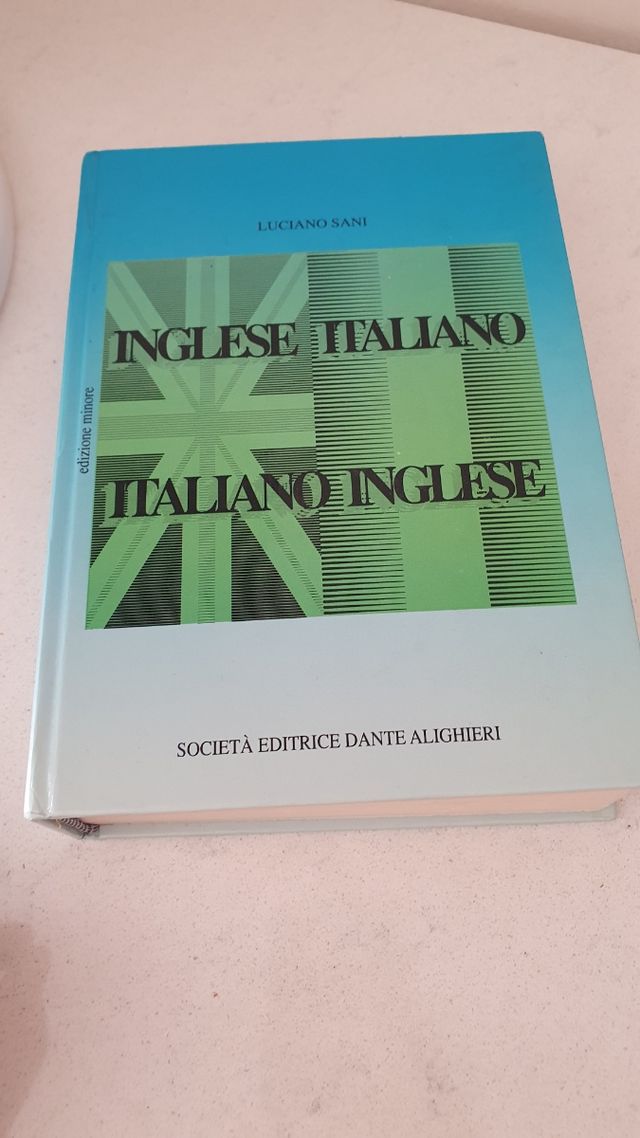 LUCIANO SANI
INGLESE ITALIANO
edizione minore
ITALIANO INGLESE
SOCIETÀ EDITRICE DANTE ALIGHIERI